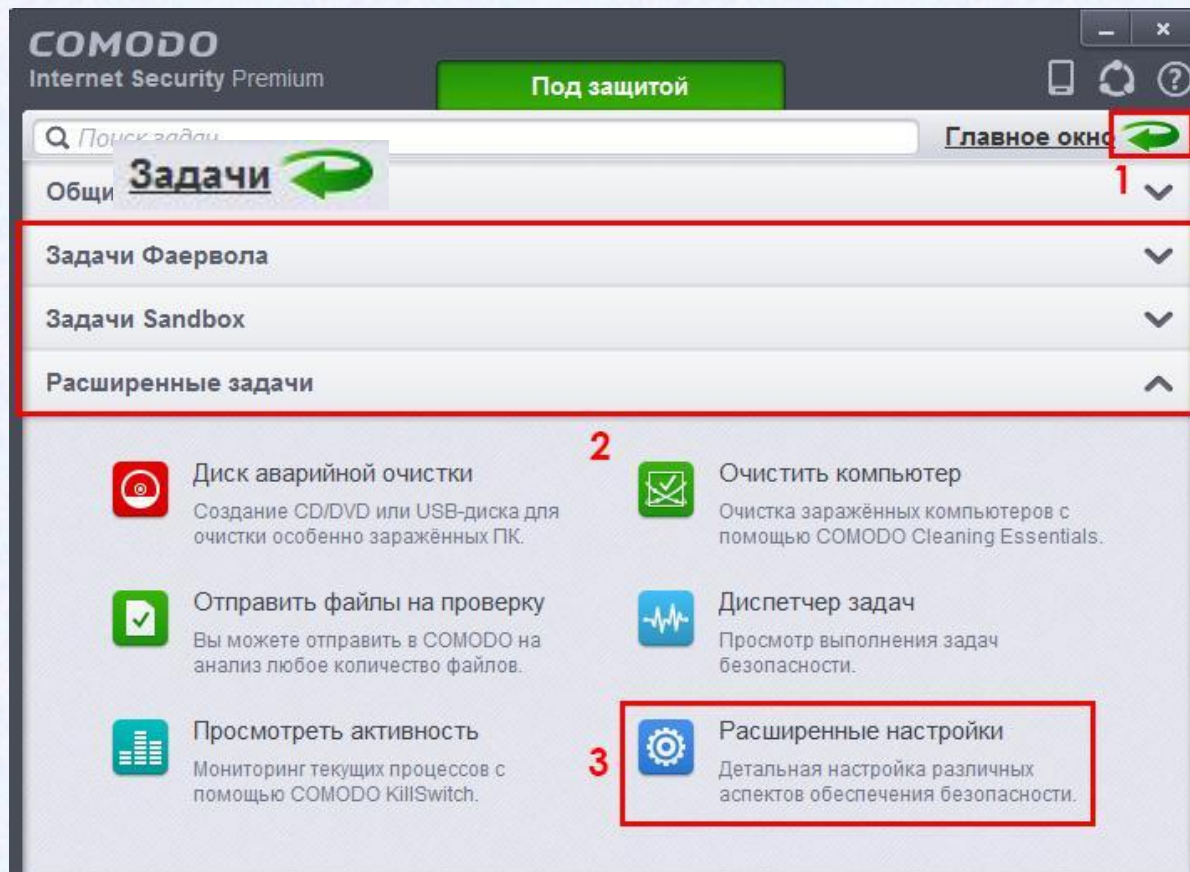 COMODO
Internet Security Premium
Под защитой
Поиск задач
Главное окно
Задачи
1
Общи
Задачи Фаервола
Задачи Sandbox
Расширенные задачи
2
Диск аварийной очистки
Создание CD/DVD или USB-диска для
очистки особенно заражённых ПК.
Очистить компьютер
Очистка заражённых компьютеров с
помощью COMODO Cleaning Essentials.
Отправить файлы на проверку
Вы можете отправить в COMODO на
анализ любое количество файлов.
Диспетчер задач
Просмотр выполнения задач
безопасности.
Просмотреть активность
Мониторинг текущих процессов с
помощью COMODO KillSwitch.
3
Расширенные настройки
Детальная настройка различных
аспектов обеспечения безопасности.